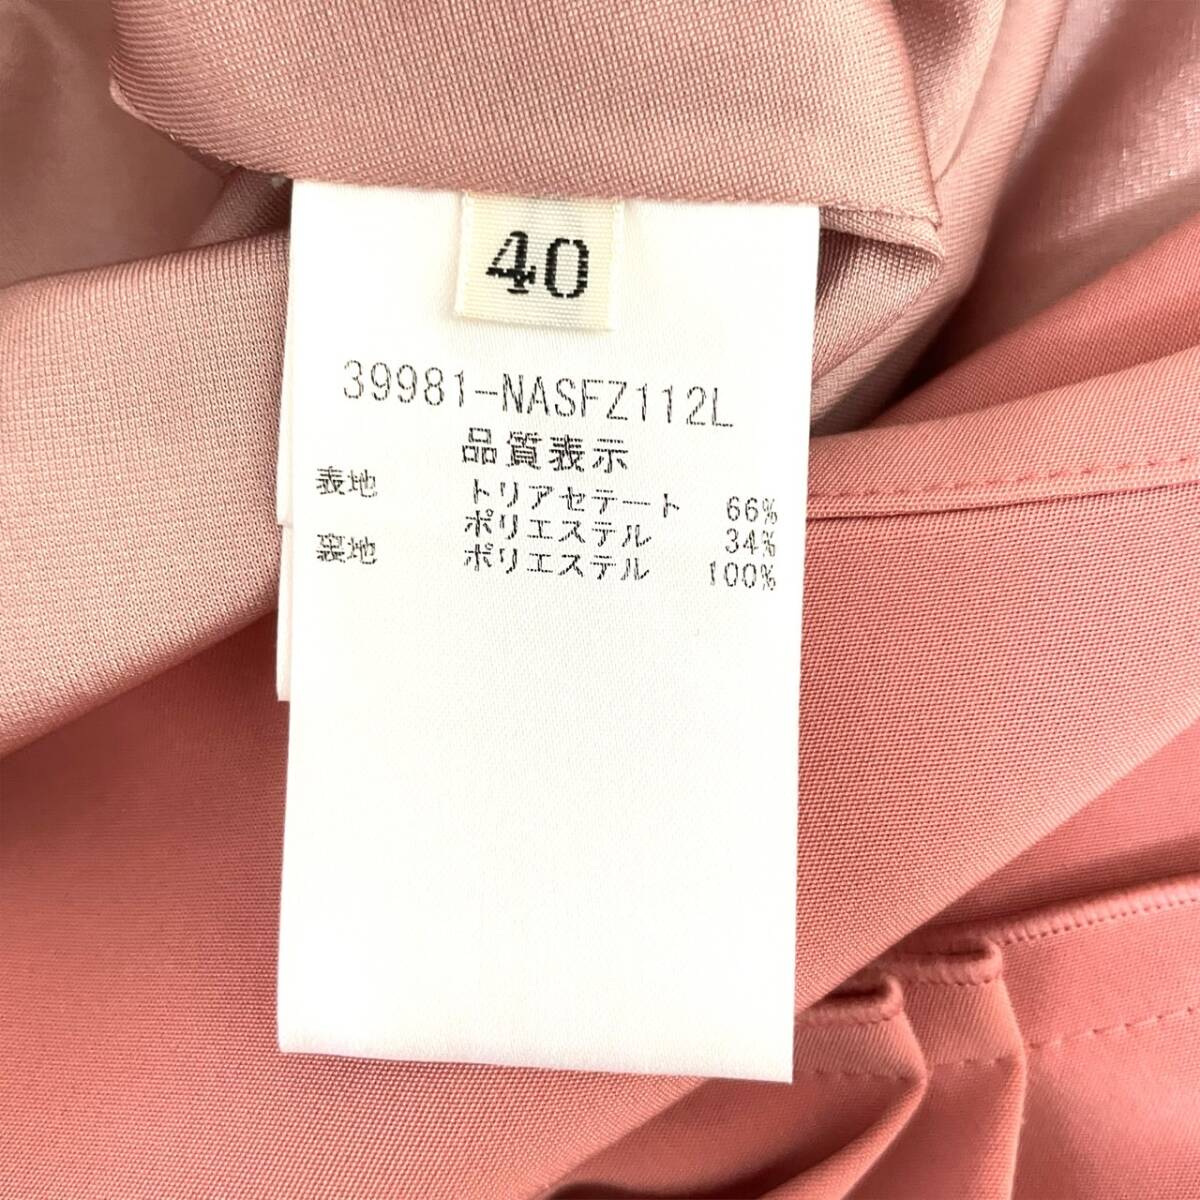 40
39981-NASFZ112L
品質表示
表地 トリアセテート 66%
ポリエステル 34%
裏地 ポリエステル 100%